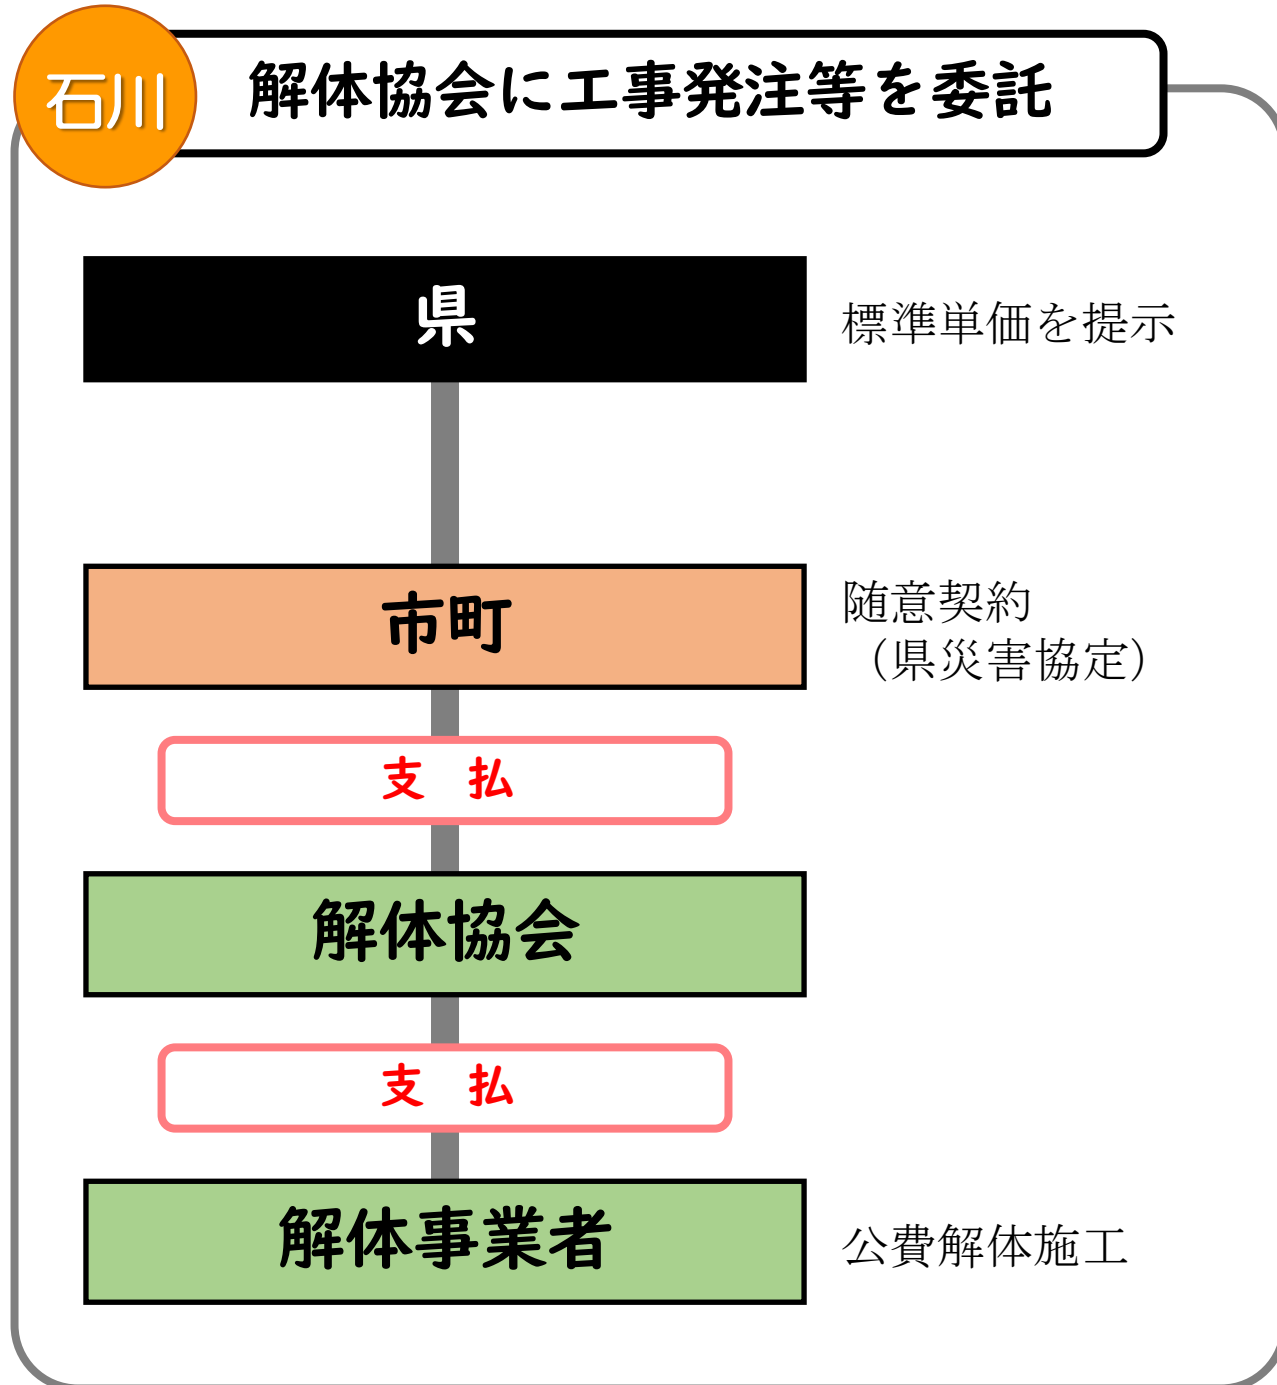 石川
解体協会に工事発注等を委託
県
標準単価を提示
市町
随意契約
（県災害協定）
支　払
解体協会
支　払
解体事業者
公費解体施工